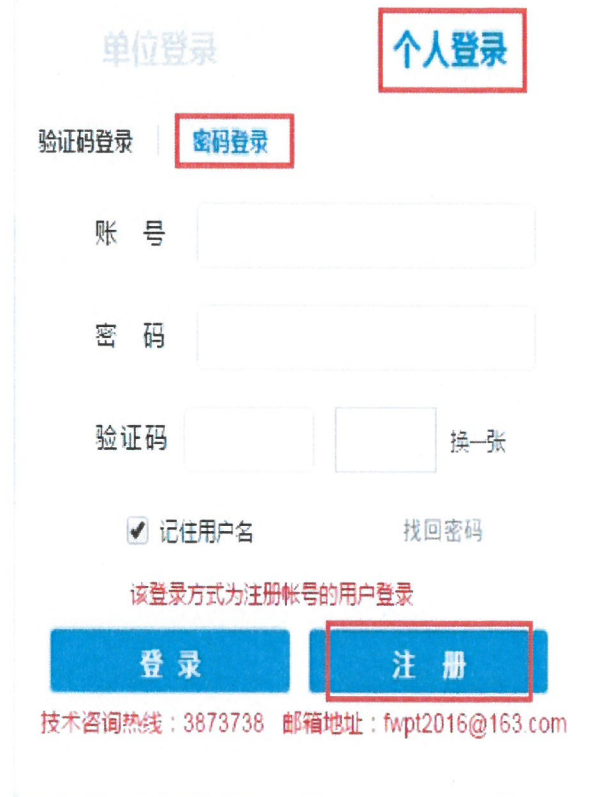 单位登录 个人登录
验证码登录 密码登录
账 号
密 码
验证码 换一张
记住用户名 找回密码
该登录方式为注册帐号的用户登录
登 录 注 册
技术咨询热线：3873738 邮箱地址：fwpt2016@163.com